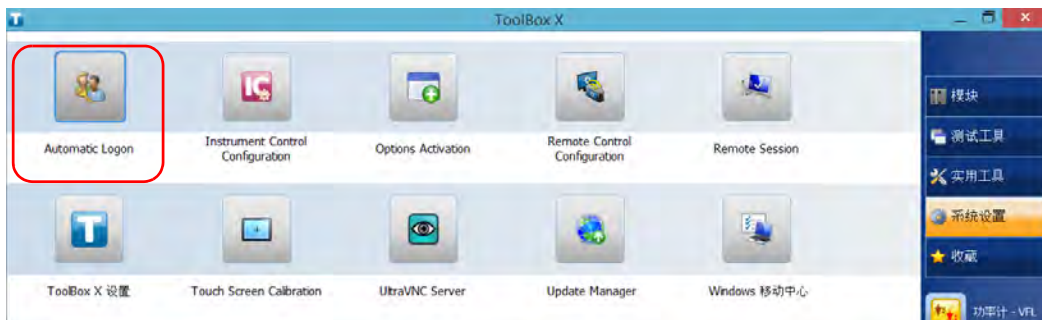 ToolBox X
Automatic Logon
Instrument Control
Configuration
Options Activation
Remote Control
Configuration
Remote Session
ToolBox X 设置
Touch Screen Calibration
UltraVNC Server
Update Manager
Windows 移动中心
模块
测试工具
实用工具
系统设置
收藏
功率计 - VFL